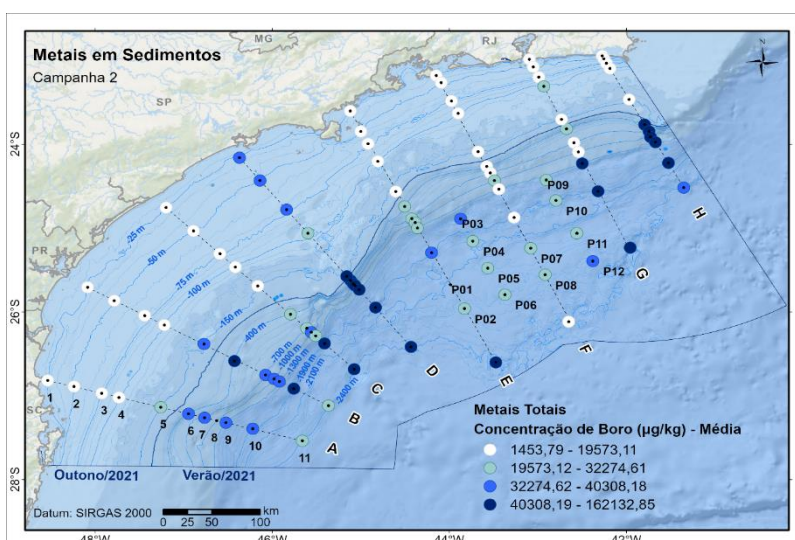 MG
RJ
Metais em Sedimentos
Campanha 2
SP
z
24°S
24°S
PR
-25 m
-50 m
-75 m
-100 m
-150 m
-400 m
-700 m
-1000 m
-1300 m
-1900 m
-2100 m
-2400 m
P09
P10
P03
P11
P04
P07
P12
P05
P08
P01
P06
P02
H
G
F
E
D
C
B
A
26°S
26°S
SC
1
2
3
4
5
6
7
8
9
10
11
Metais Totais
Concentração de Boro (µg/kg) - Média
1453,79 - 19573,11
19573,12 - 32274,61
32274,62 - 40308,18
40308,19 - 162132,85
Outono/2021
Verão/2021
28°S
28°S
Datum: SIRGAS 2000
km
0 25 50 100
48°W
46°W
44°W
42°W